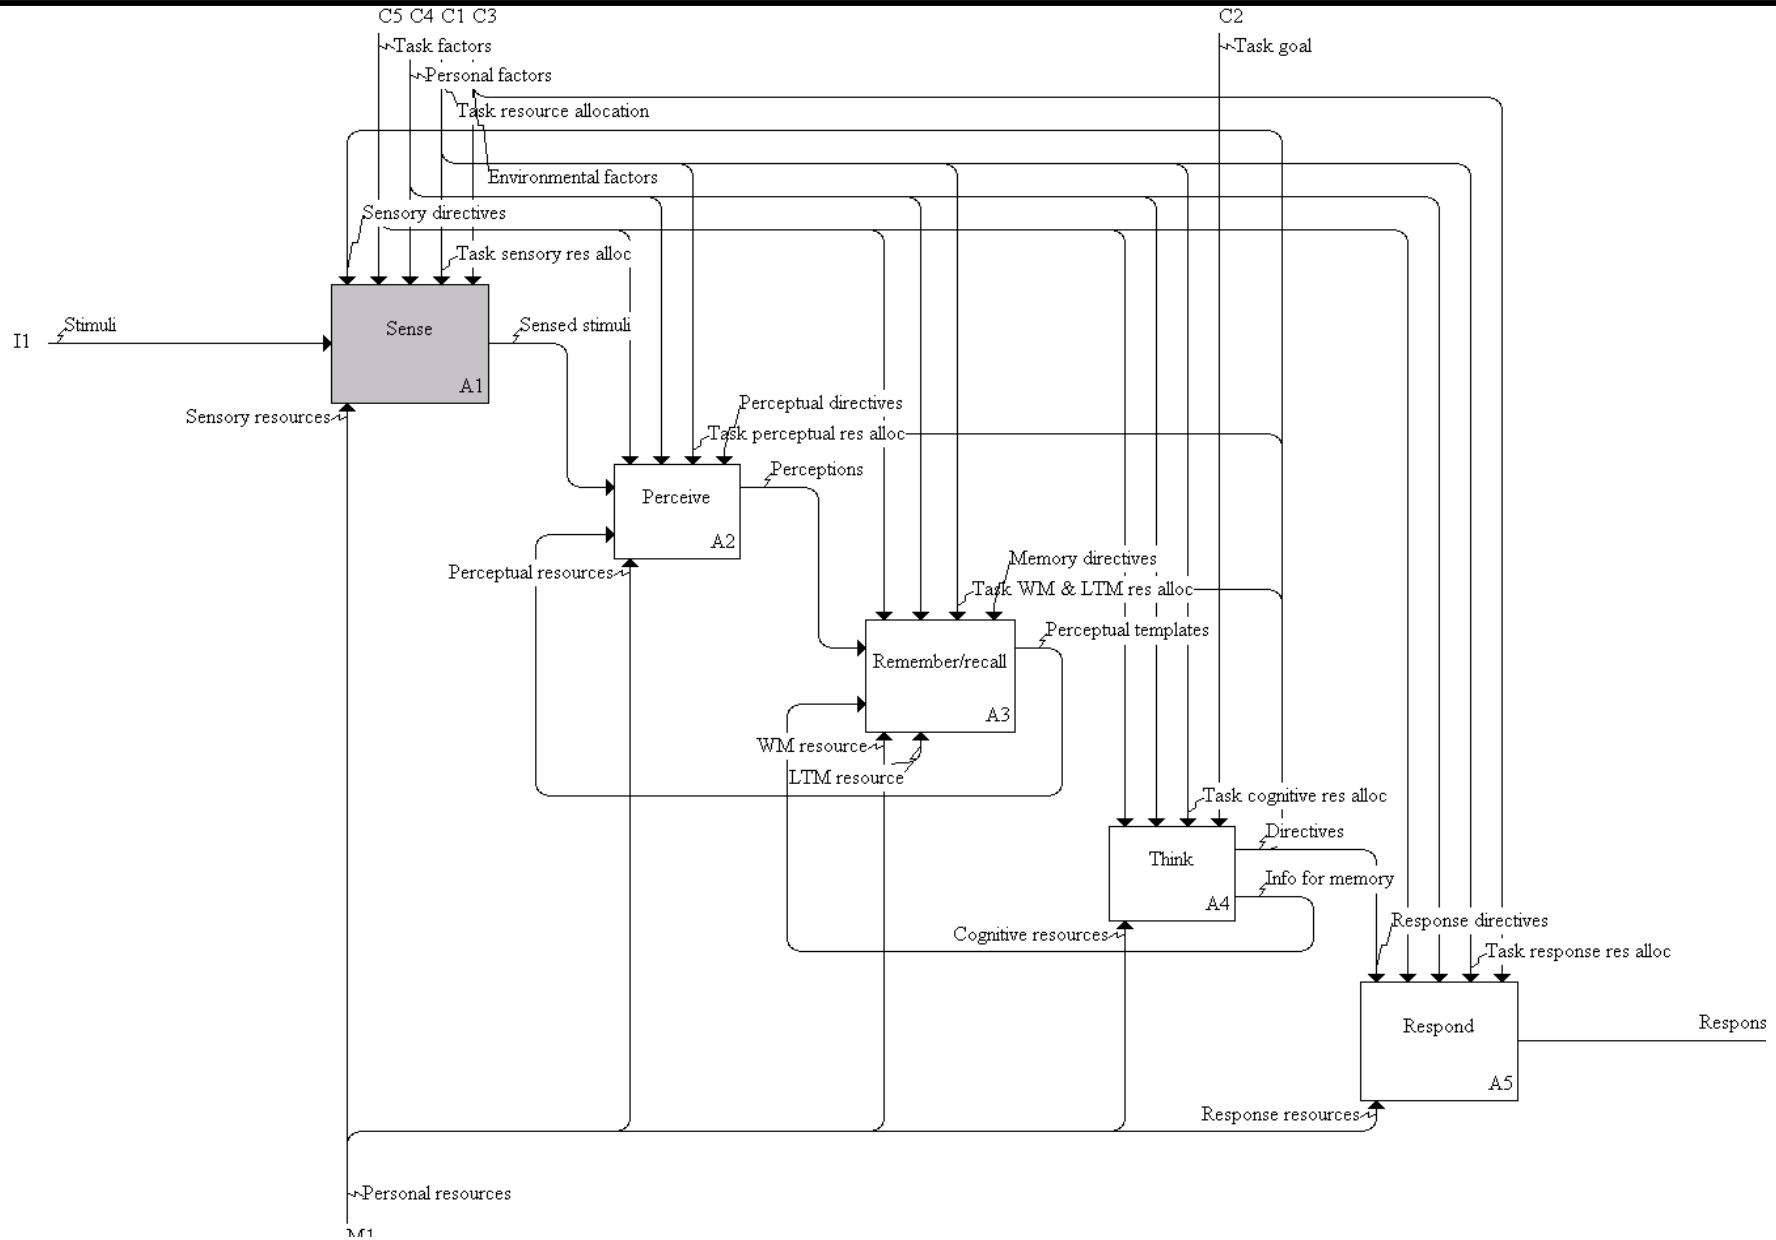 C5 C4 C1 C3
C2
Task factors
Task goal
Personal factors
Task resource allocation
Environmental factors
Sensory directives
Task sensory res alloc
I1
Stimuli
Sense
A1
Sensed stimuli
Sensory resources
Perceptual directives
Task perceptual res alloc
Perceptions
Perceive
A2
Perceptual resources
Memory directives
Task WM & LTM res alloc
Perceptual templates
Remember/recall
A3
WM resource
LTM resource
Task cognitive res alloc
Directives
Think
A4
Info for memory
Cognitive resources
Response directives
Task response res alloc
Respond
A5
Respons
Response resources
Personal resources
M1